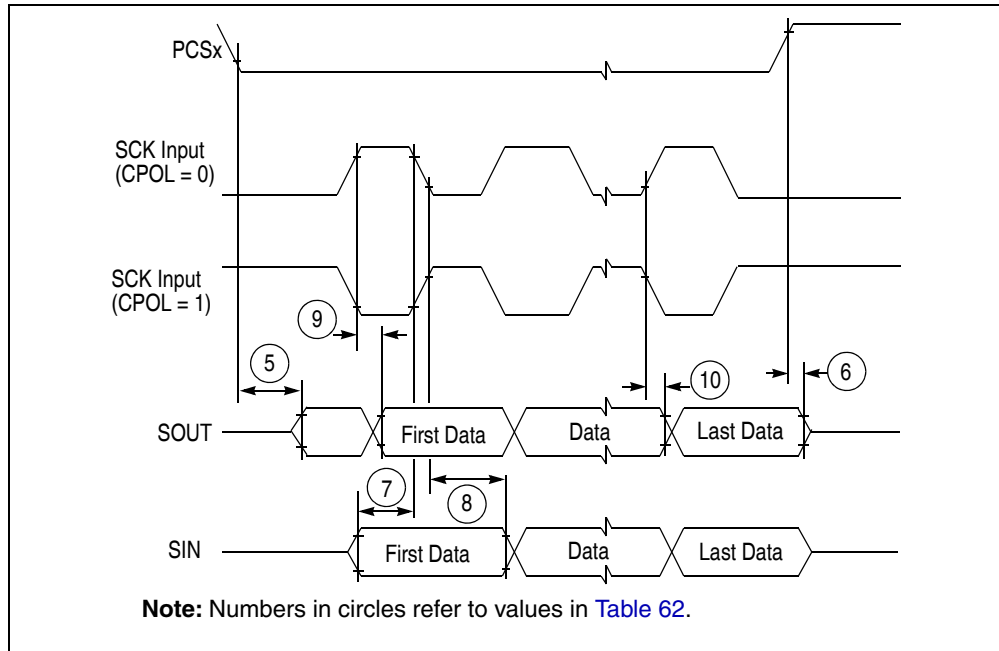 PCSx
SCK Input
(CPOL = 0)
SCK Input
(CPOL = 1)
9
5
10
6
SOUT
First Data
Data
Last Data
7
8
SIN
First Data
Data
Last Data
Note: Numbers in circles refer to values in Table 62.